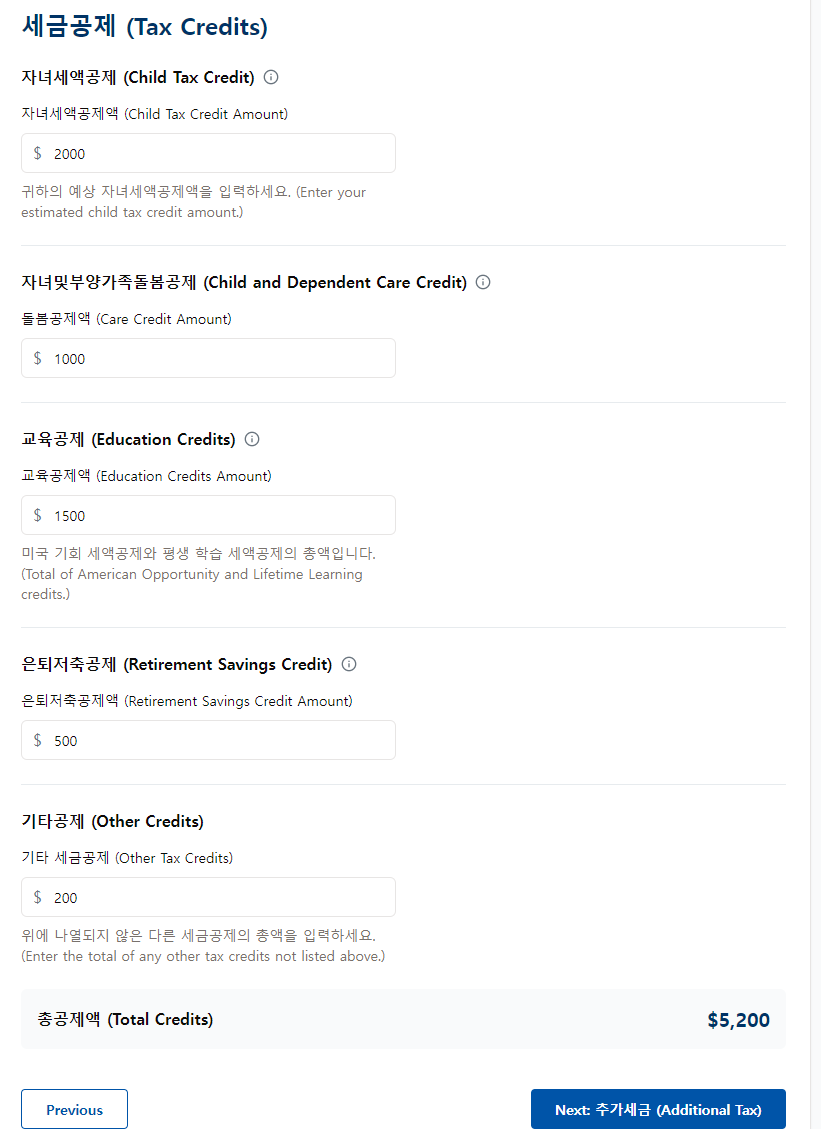 세금공제 (Tax Credits)
자녀세액공제 (Child Tax Credit)
자녀세액공제액 (Child Tax Credit Amount)
$ 2000
귀하의 예상 자녀세액공제액을 입력하세요. (Enter your
estimated child tax credit amount.)
자녀및부양가족돌봄공제 (Child and Dependent Care Credit)
돌봄공제액 (Care Credit Amount)
$ 1000
교육공제 (Education Credits)
교육공제액 (Education Credits Amount)
$ 1500
미국 기회 세액공제와 평생 학습 세액공제의 총액입니다.
(Total of American Opportunity and Lifetime Learning
credits.)
은퇴저축공제 (Retirement Savings Credit)
은퇴저축공제액 (Retirement Savings Credit Amount)
$ 500
기타공제 (Other Credits)
기타 세금공제 (Other Tax Credits)
$ 200
위에 나열되지 않은 다른 세금공제의 총액을 입력하세요.
(Enter the total of any other tax credits not listed above.)
총공제액 (Total Credits) $5,200
Previous Next: 추가세금 (Additional Tax)